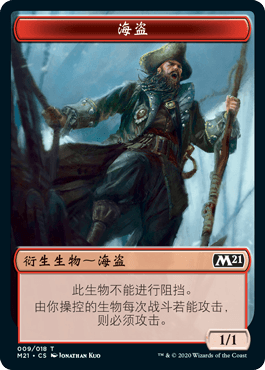 海盗
衍生生物～海盗
M21
此生物不能进行阻挡。
由你操控的生物每次战斗若能攻击，
则必须攻击。
1/1
009/018 T
M21 • CS Jonathan Kuo
™ & © 2020 Wizards of the Coast